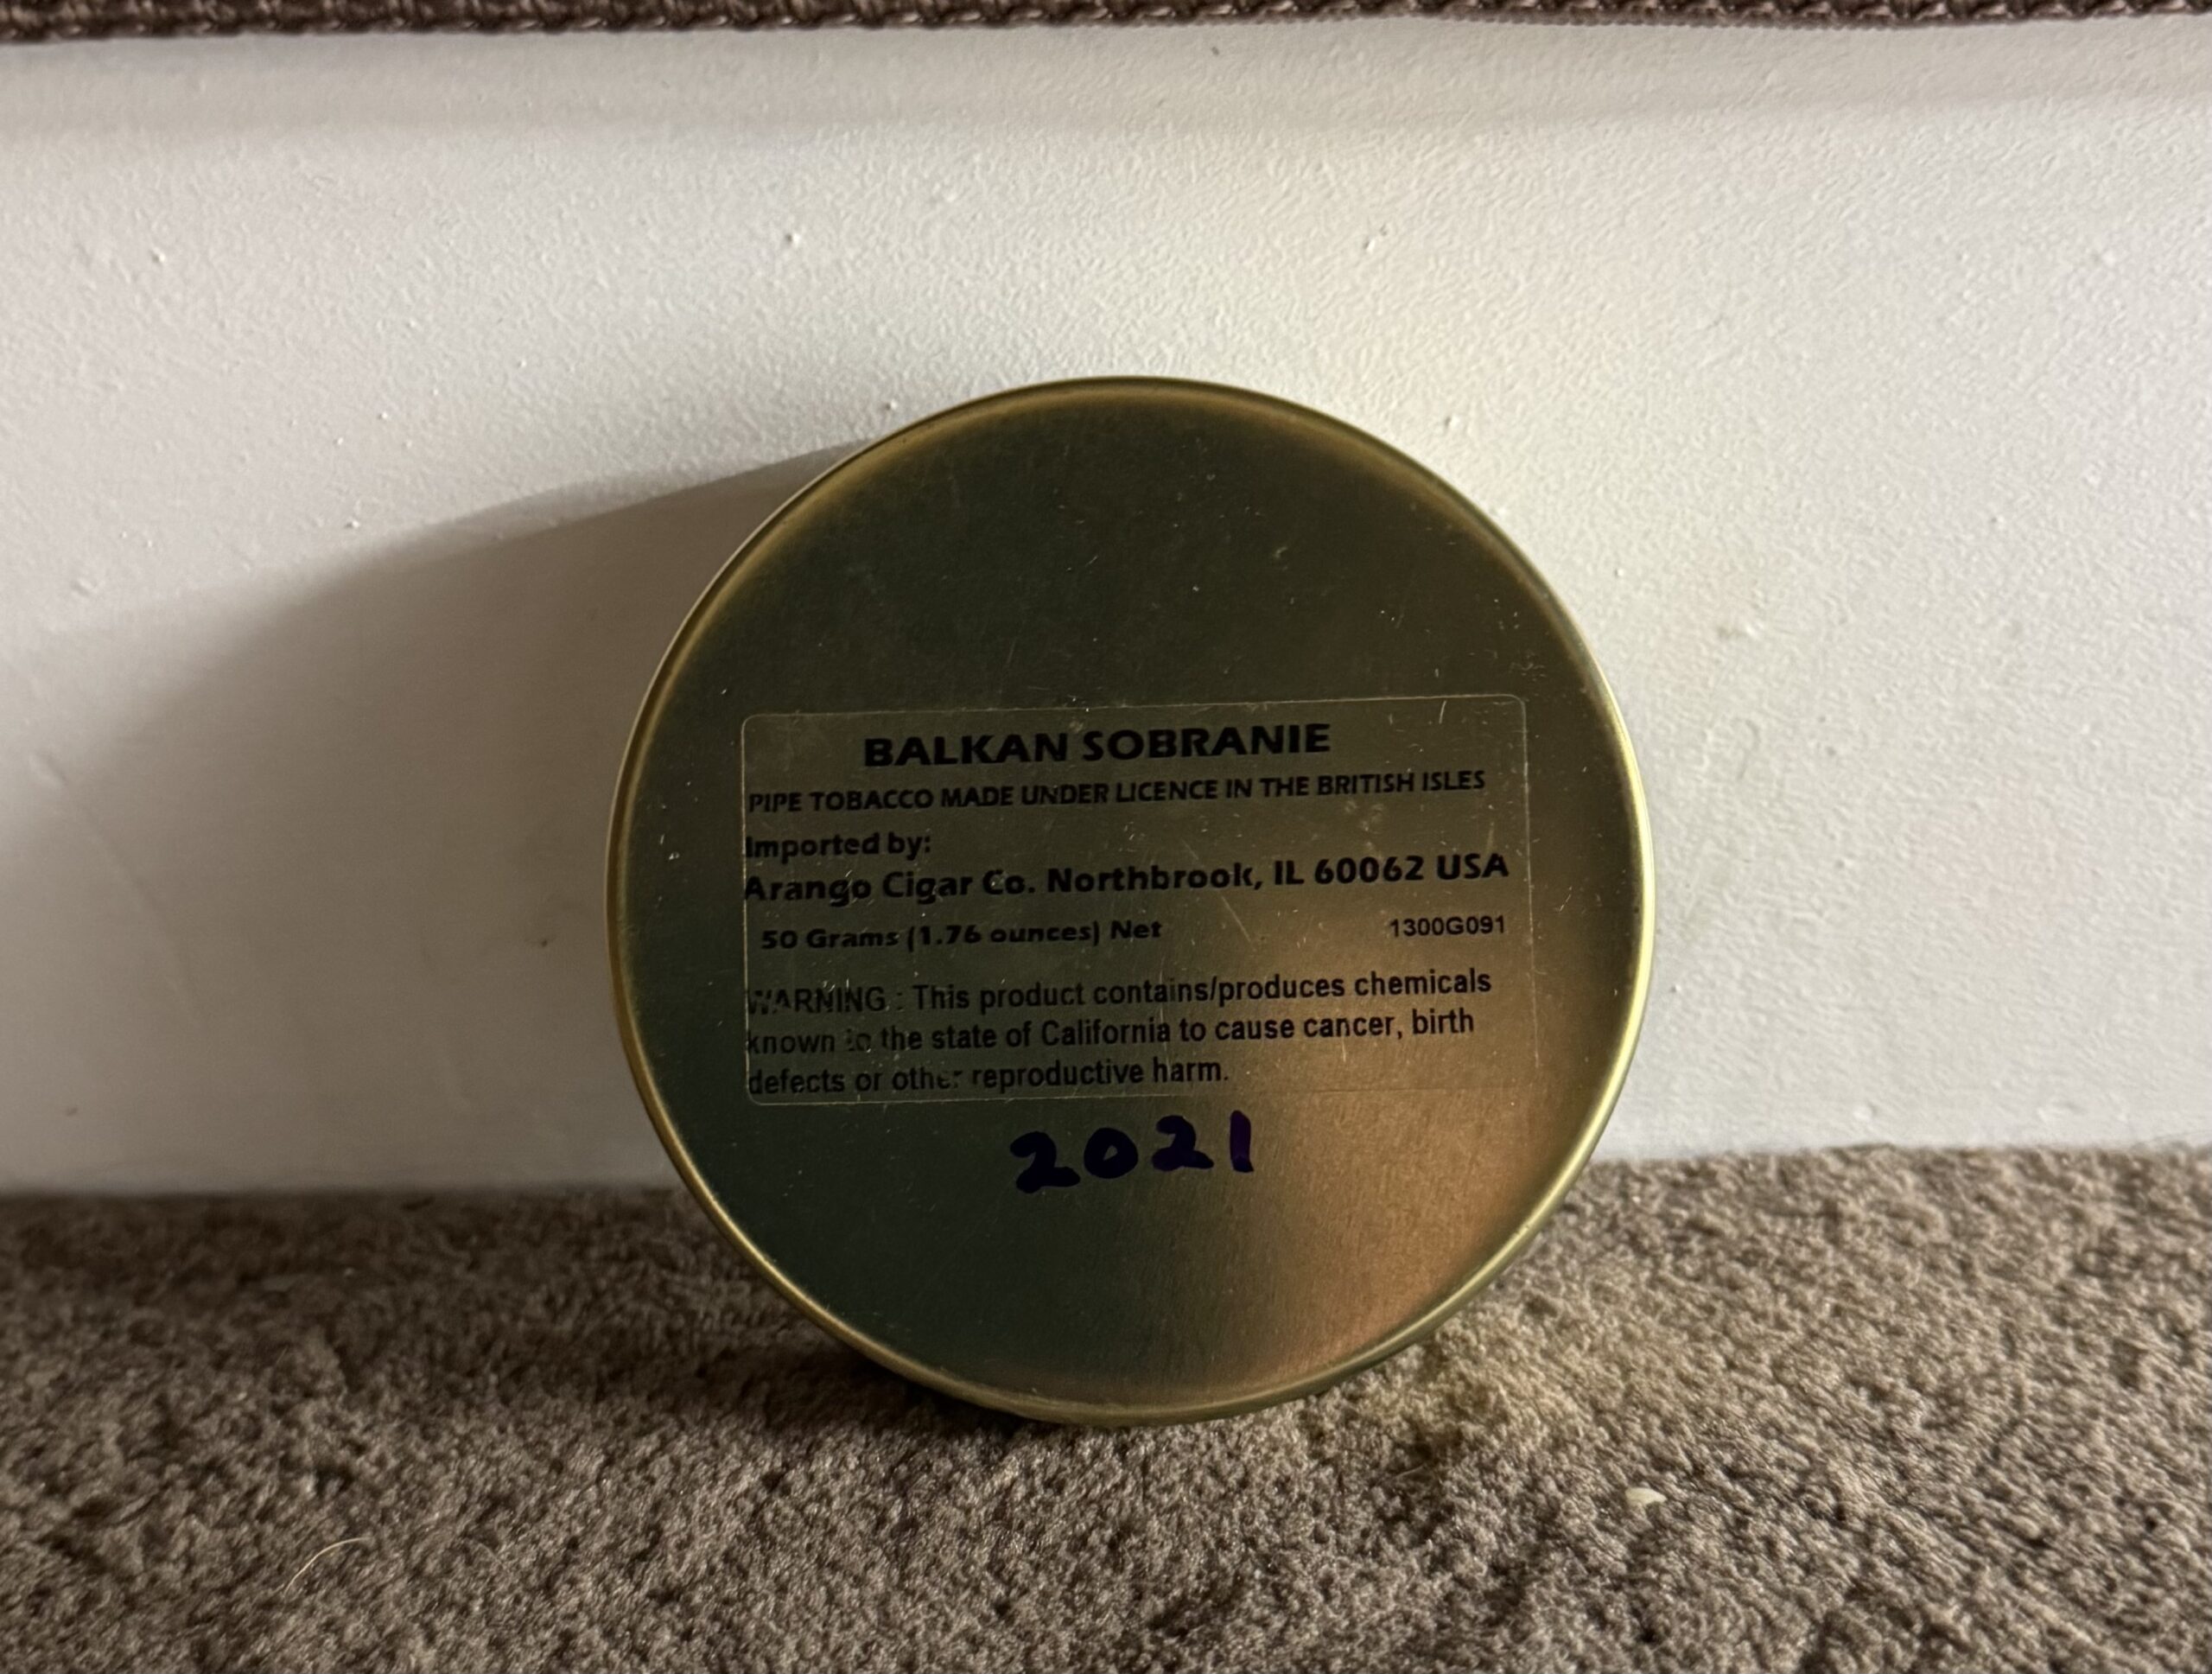 BALKAN SOBRANIE
PIPE TOBACCO MADE UNDER LICENCE IN THE BRITISH ISLES
Imported by:
Arango Cigar Co. Northbrook, IL 60062 USA
50 Grams (1.76 ounces) Net 1300G091
WARNING : This product contains/produces chemicals
known to the state of California to cause cancer, birth
defects or other reproductive harm.
2021